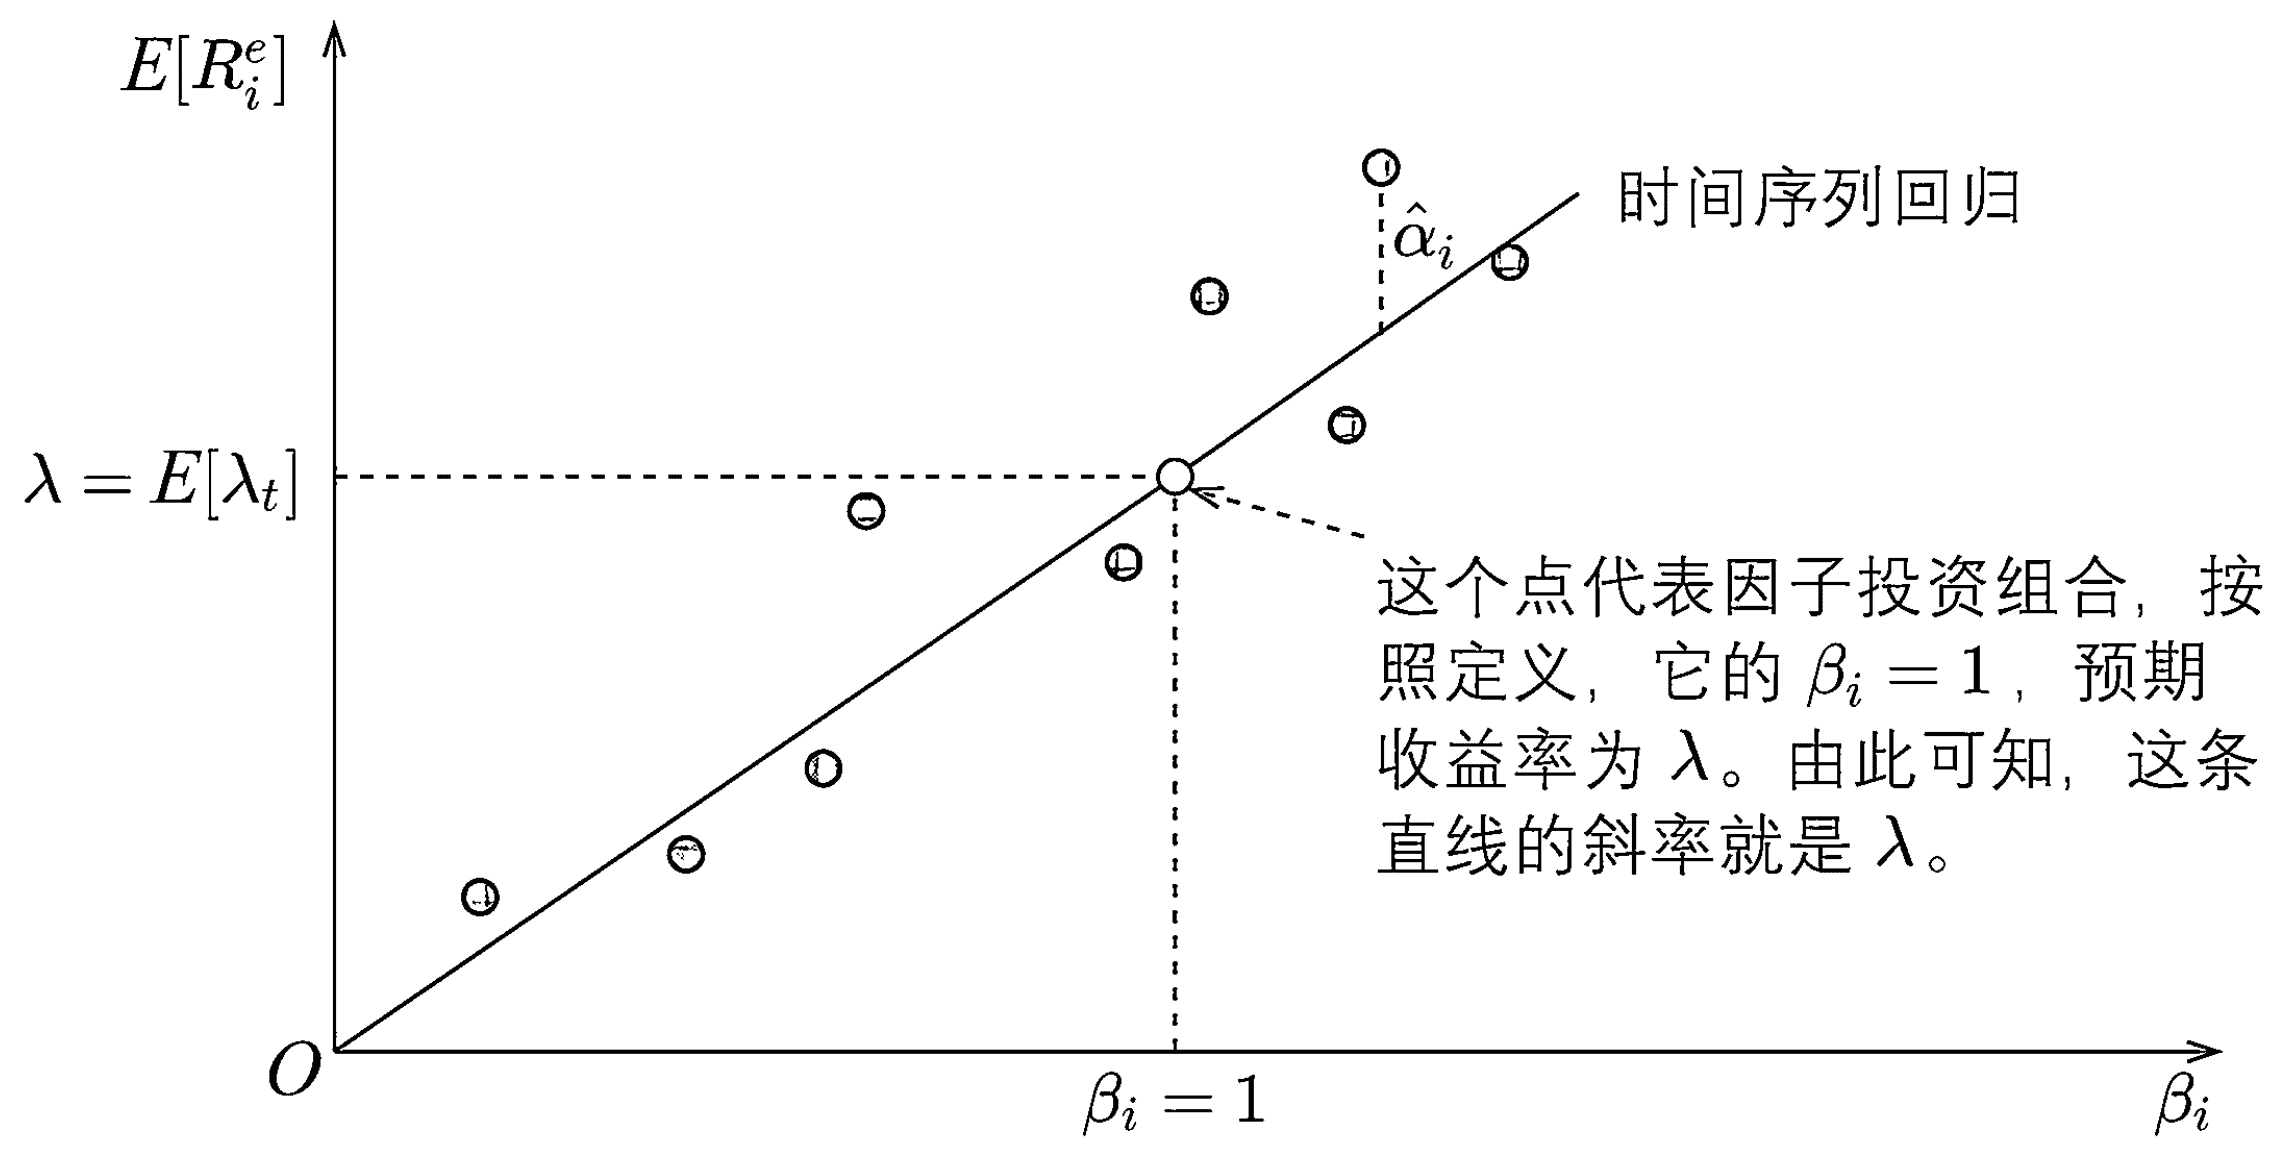 E[R_i^e]
时间序列回归
α̂_i
λ = E[λ_t]
这个点代表因子投资组合，按
照定义，它的 β_i = 1，预期
收益率为 λ。由此可知，这条
直线的斜率就是 λ。
O
β_i = 1
β_i